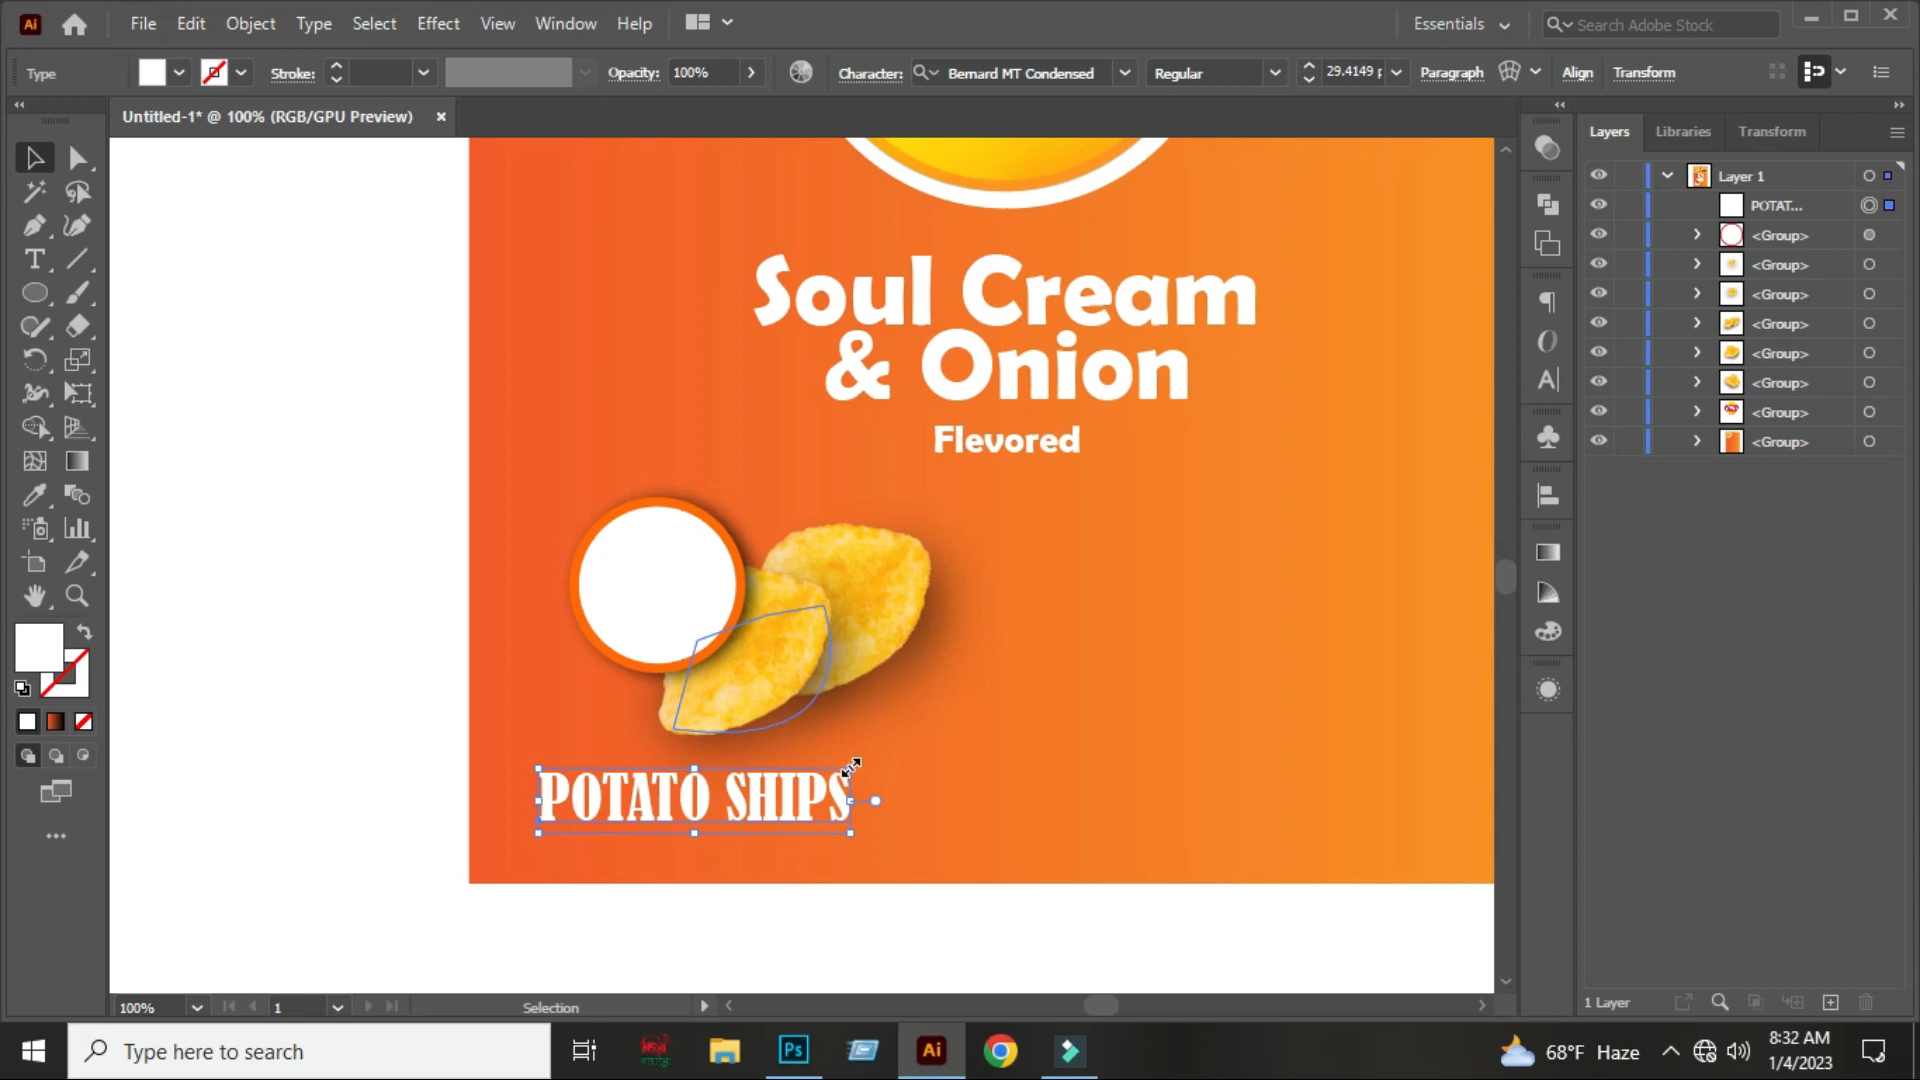 Ai File Edit Object Type Select Effect View Window Help Essentials Search Adobe Stock
Type Stroke: Opacity: 100% Character: Bernard MT Condensed Regular 29.4149 p Paragraph Align Transform
Untitled-1* @ 100% (RGB/GPU Preview)
Layers Libraries Transform
Layer 1
POTAT...
<Group>
<Group>
<Group>
<Group>
<Group>
<Group>
<Group>
<Group>
Soul Cream
& Onion
Flevored
POTATO SHIPS
100% 1 Selection
1 Layer
Type here to search
Ps Ai
68°F Haze
8:32 AM
1/4/2023